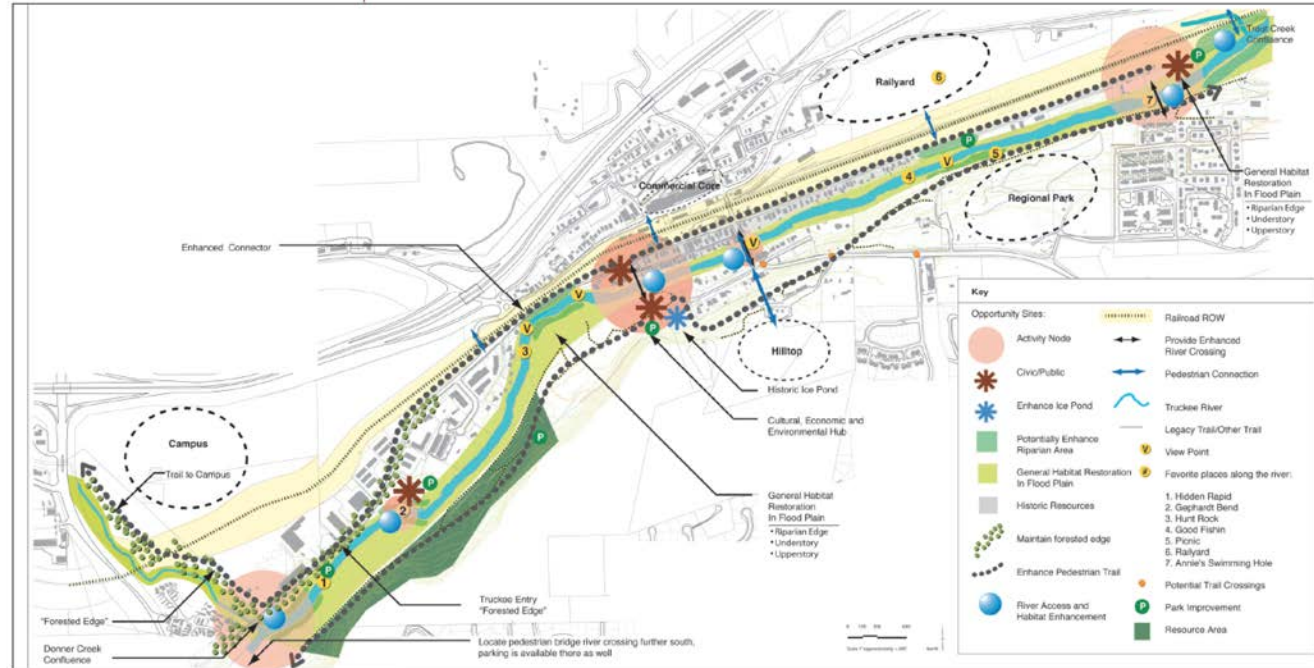 Trout Creek
Confluence
P
Railyard
6
7
P
V
5
4
General Habitat
Restoration
In Flood Plain
• Riparian Edge
• Understory
• Upperstory
Commercial Core
Regional Park
Enhanced Connector
V
V
V
3
P
Hilltop
Historic Ice Pond
Cultural, Economic and
Environmental Hub
Campus
Trail to Campus
P
P
2
General Habitat
Restoration
In Flood Plain
• Riparian Edge
• Understory
• Upperstory
P
1
Truckee Entry
"Forested Edge"
"Forested Edge"
Donner Creek
Confluence
Locate pedestrian bridge river crossing further south,
parking is available there as well
Key
Opportunity Sites:
Activity Node
Civic/Public
Enhance Ice Pond
Potentially Enhance
Riparian Area
General Habitat Restoration
In Flood Plain
Historic Resources
Maintain forested edge
Enhance Pedestrian Trail
River Access and
Habitat Enhancement
Railroad ROW
Provide Enhanced
River Crossing
Pedestrian Connection
Truckee River
Legacy Trail/Other Trail
V View Point
# Favorite places along the river:
1. Hidden Rapid
2. Gephardt Bend
3. Hunt Rock
4. Good Fishin
5. Picnic
6. Railyard
7. Annie's Swimming Hole
Potential Trail Crossings
P Park Improvement
Resource Area